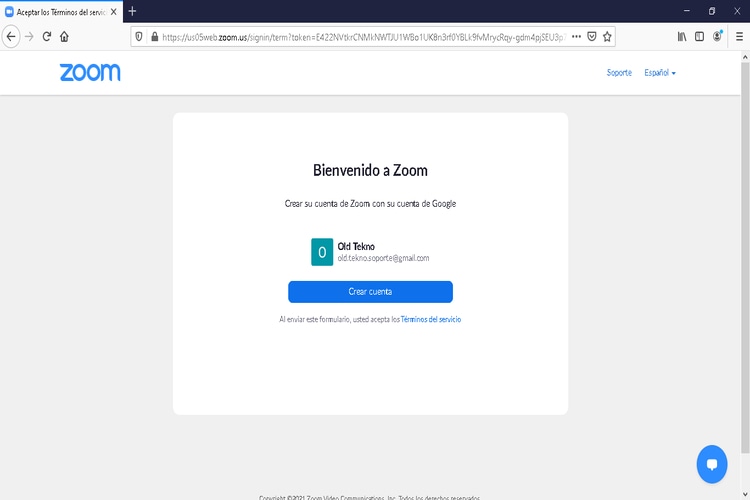 Aceptar los Términos del servic
https://us05web.zoom.us/signin/term?token=
zoom
Soporte
Español
Bienvenido a Zoom
Crear su cuenta de Zoom con su cuenta de Google
O
Old Tekno
old.tekno.soporte@gmail.com
Crear cuenta
Al enviar este formulario, usted acepta los Términos del servicio
Copyright ©2021 Zoom Video Communications, Inc. Todos los derechos reservados.